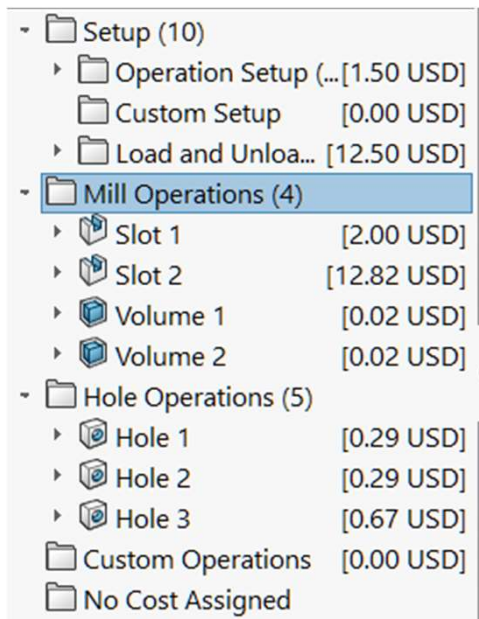 Setup (10)
Operation Setup (...[1.50 USD]
Custom Setup [0.00 USD]
Load and Unloa... [12.50 USD]
Mill Operations (4)
Slot 1 [2.00 USD]
Slot 2 [12.82 USD]
Volume 1 [0.02 USD]
Volume 2 [0.02 USD]
Hole Operations (5)
Hole 1 [0.29 USD]
Hole 2 [0.29 USD]
Hole 3 [0.67 USD]
Custom Operations [0.00 USD]
No Cost Assigned